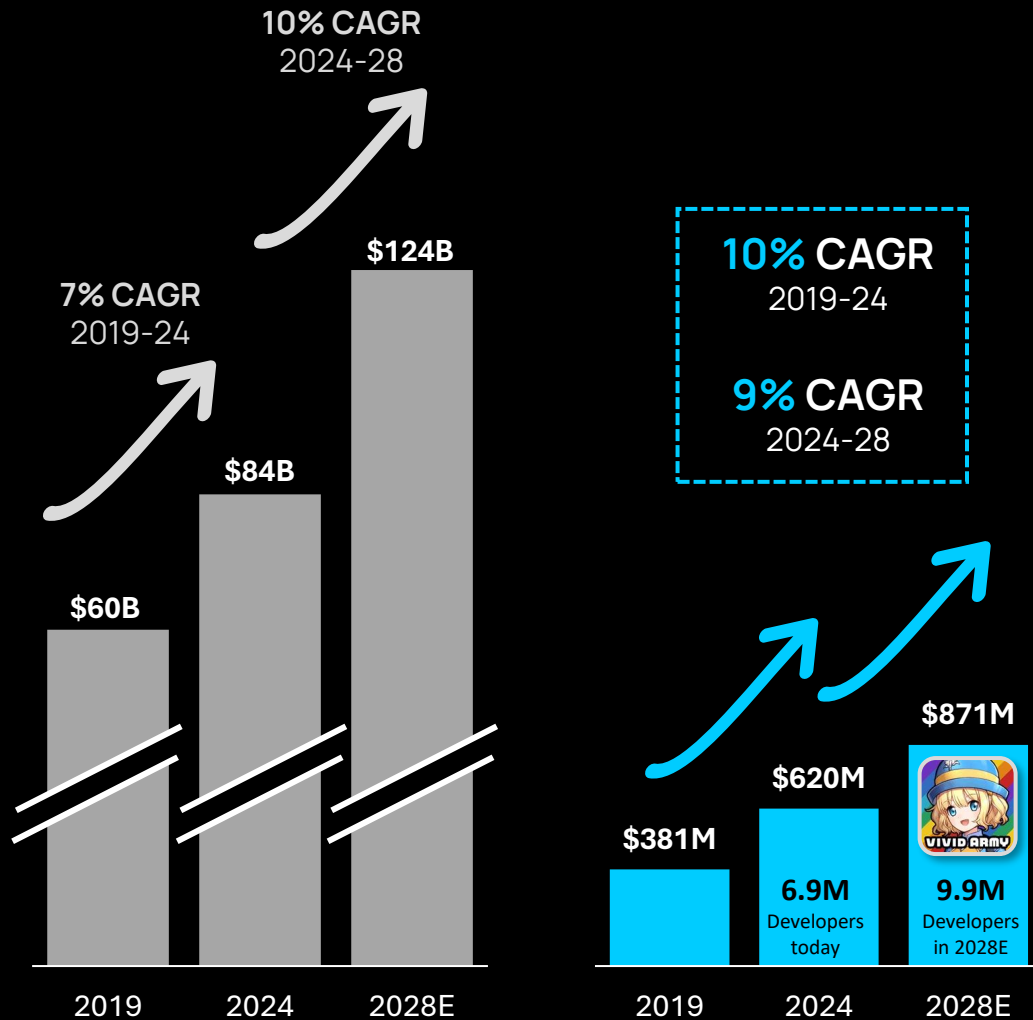 10% CAGR
2024-28
$124B
7% CAGR
2019-24
$84B
$60B
2019
2024
2028E
10% CAGR
2019-24
9% CAGR
2024-28
$871M
$620M
$381M
VIVID ARMY
6.9M
Developers
today
9.9M
Developers
in 2028E
2019
2024
2028E